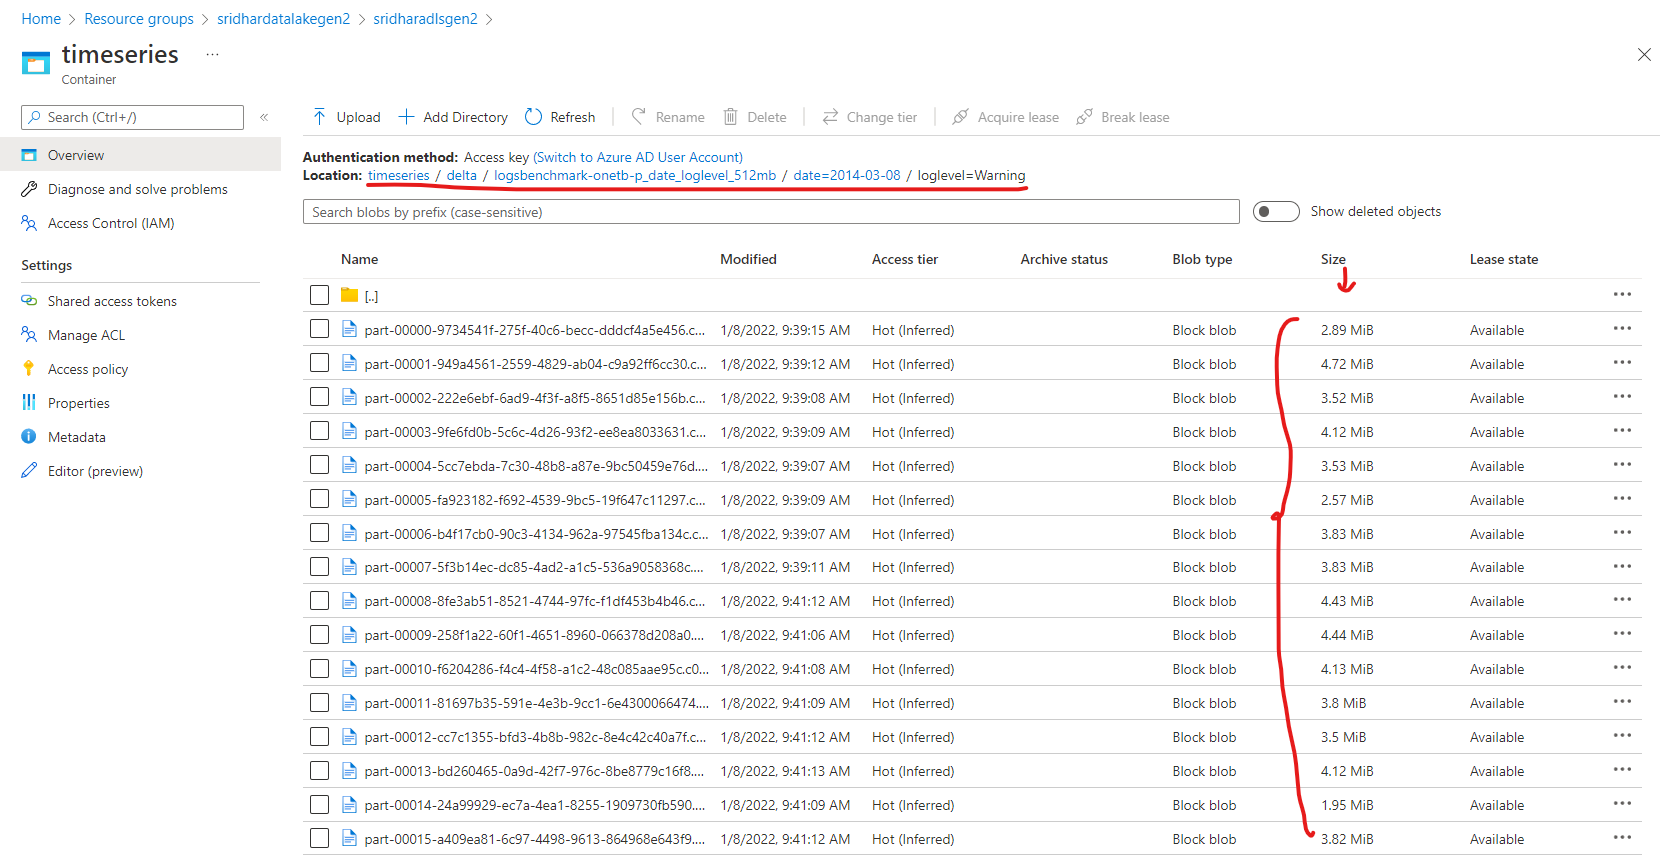 Home > Resource groups > sridhardatalakegen2 > sridharadlsgen2 >
timeseries ...
Container
Search (Ctrl+/) «
Overview
Diagnose and solve problems
Access Control (IAM)
Settings
Shared access tokens
Manage ACL
Access policy
Properties
Metadata
Editor (preview)
Upload Add Directory Refresh Rename Delete Change tier Acquire lease Break lease
Authentication method: Access key (Switch to Azure AD User Account)
Location: timeseries / delta / logsbenchmark-onetb-p_date_loglevel_512mb / date=2014-03-08 / loglevel=Warning
Search blobs by prefix (case-sensitive) Show deleted objects
Name Modified Access tier Archive status Blob type Size Lease state
[..] ...
part-00000-9734541f-275f-40c6-becc-dddcf4a5e456.c... 1/8/2022, 9:39:15 AM Hot (Inferred) Block blob 2.89 MiB Available ...
part-00001-949a4561-2559-4829-ab04-c9a92ff6cc30.c... 1/8/2022, 9:39:12 AM Hot (Inferred) Block blob 4.72 MiB Available ...
part-00002-222e6ebf-6ad9-4f3f-a8f5-8651d85e156b.c... 1/8/2022, 9:39:08 AM Hot (Inferred) Block blob 3.52 MiB Available ...
part-00003-9fe6fd0b-5c6c-4d26-93f2-ee8ea8033631.c... 1/8/2022, 9:39:09 AM Hot (Inferred) Block blob 4.12 MiB Available ...
part-00004-5cc7ebda-7c30-48b8-a87e-9bc50459e76d.... 1/8/2022, 9:39:07 AM Hot (Inferred) Block blob 3.53 MiB Available ...
part-00005-fa923182-f692-4539-9bc5-19f647c11297.c... 1/8/2022, 9:39:09 AM Hot (Inferred) Block blob 2.57 MiB Available ...
part-00006-b4f17cb0-90c3-4134-962a-97545fba134c.c... 1/8/2022, 9:39:07 AM Hot (Inferred) Block blob 3.83 MiB Available ...
part-00007-5f3b14ec-dc85-4ad2-a1c5-536a9058368c.... 1/8/2022, 9:39:11 AM Hot (Inferred) Block blob 3.83 MiB Available ...
part-00008-8fe3ab51-8521-4744-97fc-f1df453b4b46.c... 1/8/2022, 9:41:12 AM Hot (Inferred) Block blob 4.43 MiB Available ...
part-00009-258f1a22-60f1-4651-8960-066378d208a0.... 1/8/2022, 9:41:06 AM Hot (Inferred) Block blob 4.44 MiB Available ...
part-00010-f6204286-f4c4-4f58-a1c2-48c085aae95c.c0... 1/8/2022, 9:41:08 AM Hot (Inferred) Block blob 4.13 MiB Available ...
part-00011-81697b35-591e-4e3b-9cc1-6e4300066474.... 1/8/2022, 9:41:09 AM Hot (Inferred) Block blob 3.8 MiB Available ...
part-00012-cc7c1355-bfd3-4b8b-982c-8e4c42c40a7f.c... 1/8/2022, 9:41:12 AM Hot (Inferred) Block blob 3.5 MiB Available ...
part-00013-bd260465-0a9d-42f7-976c-8be8779c16f8.... 1/8/2022, 9:41:13 AM Hot (Inferred) Block blob 4.12 MiB Available ...
part-00014-24a99929-ec7a-4ea1-8255-1909730fb590.... 1/8/2022, 9:41:09 AM Hot (Inferred) Block blob 1.95 MiB Available ...
part-00015-a409ea81-6c97-4498-9613-864968e643f9.... 1/8/2022, 9:41:12 AM Hot (Inferred) Block blob 3.82 MiB Available ...